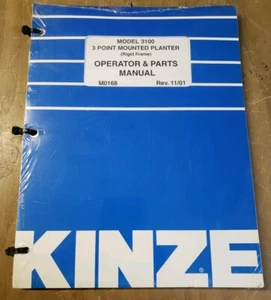 MODEL 3100
3 POINT MOUNTED PLANTER
(Rigid Frame)
OPERATOR & PARTS
MANUAL
M0168 Rev. 11/01
KINZE®